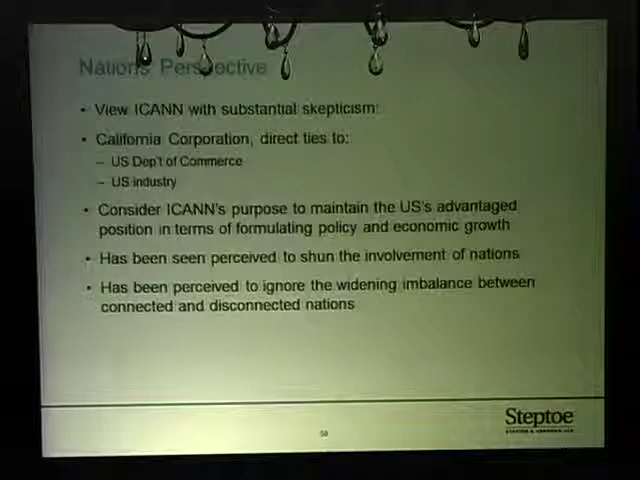 Nations Perspective
• View ICANN with substantial skepticism:
• California Corporation, direct ties to:
– US Dep't of Commerce
– US industry
• Consider ICANN's purpose to maintain the US's advantaged
position in terms of formulating policy and economic growth
• Has been seen perceived to shun the involvement of nations
• Has been perceived to ignore the widening imbalance between
connected and disconnected nations
Steptoe
STEPTOE & JOHNSON LLP